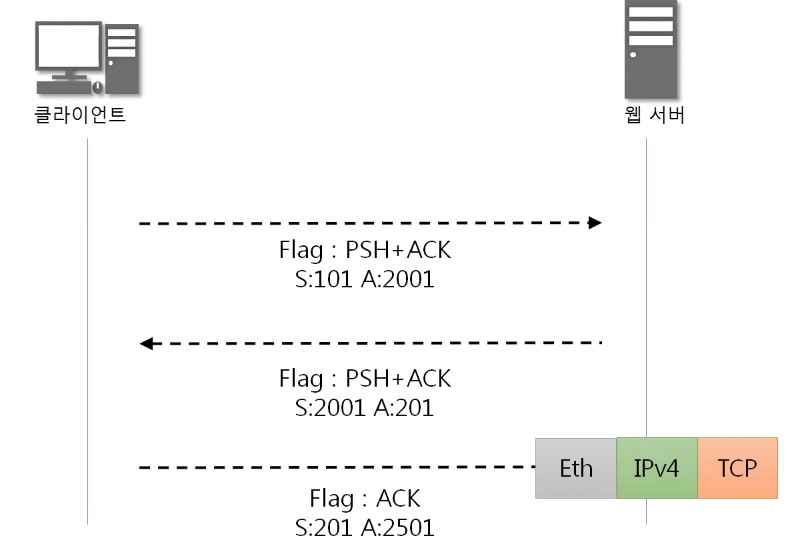 클라이언트
웹 서버
Flag : PSH+ACK
S:101 A:2001
Flag : PSH+ACK
S:2001 A:201
Eth IPv4 TCP
Flag : ACK
S:201 A:2501